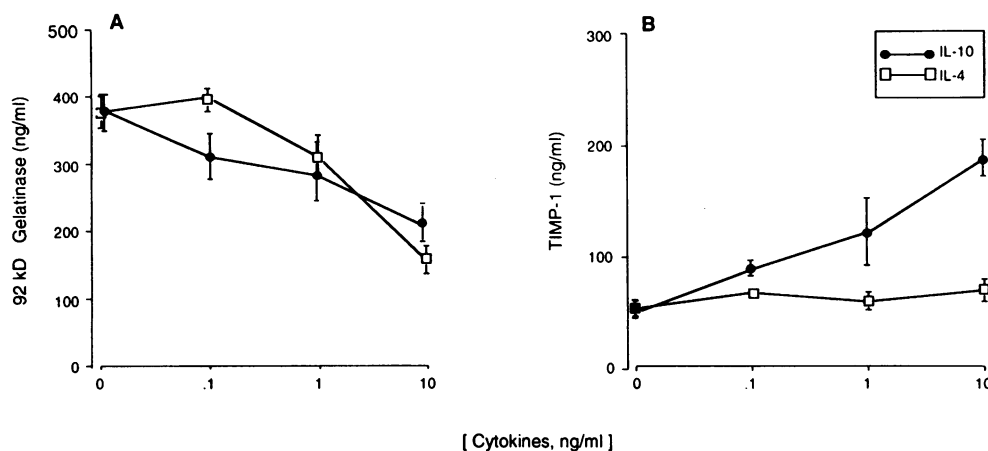 A
92 kD Gelatinase (ng/ml)
500
400
300
200
100
0
0 .1 1 10
B
IL-10
IL-4
TIMP-1 (ng/ml)
300
200
100
0
0 .1 1 10
[ Cytokines, ng/ml ]